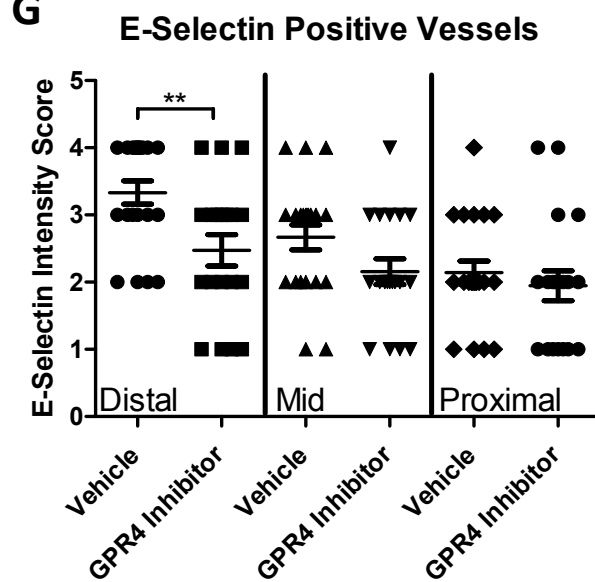 G
E-Selectin Positive Vessels
E-Selectin Intensity Score
5
4
3
2
1
0
**
Distal
Mid
Proximal
Vehicle
GPR4 Inhibitor
Vehicle
GPR4 Inhibitor
Vehicle
GPR4 Inhibitor